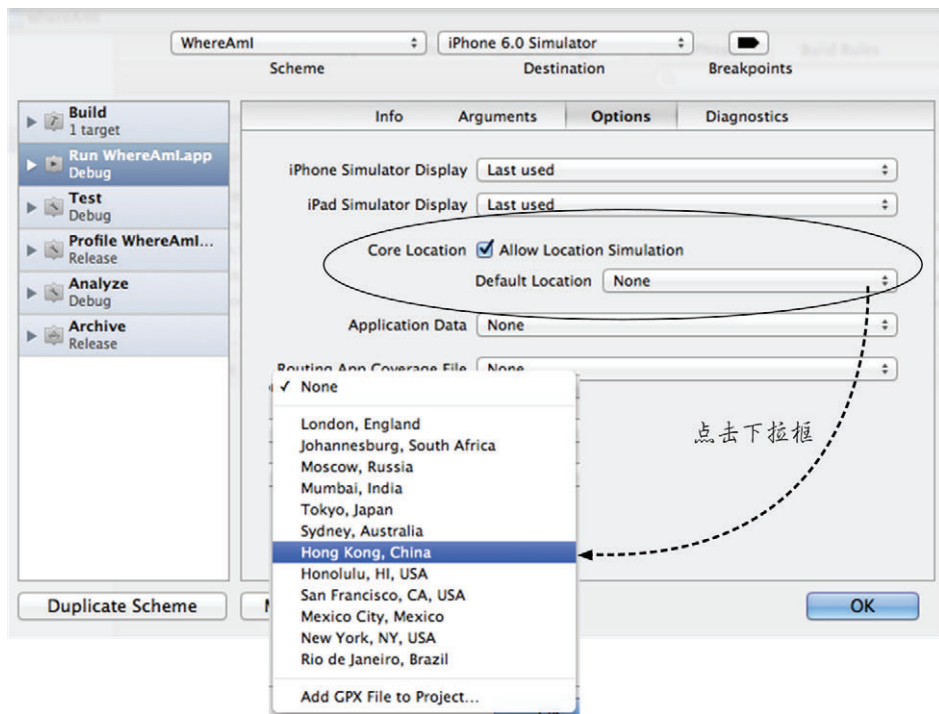 WhereAmI
iPhone 6.0 Simulator
Scheme
Destination
Breakpoints
Build
1 target
Run WhereAmI.app
Debug
Test
Debug
Profile WhereAmI...
Release
Analyze
Debug
Archive
Release
Info
Arguments
Options
Diagnostics
iPhone Simulator Display
Last used
iPad Simulator Display
Last used
Core Location
Allow Location Simulation
Default Location
None
Application Data
None
Routing App Coverage File
None
✓ None
London, England
Johannesburg, South Africa
Moscow, Russia
Mumbai, India
Tokyo, Japan
Sydney, Australia
Hong Kong, China
Honolulu, HI, USA
San Francisco, CA, USA
Mexico City, Mexico
New York, NY, USA
Rio de Janeiro, Brazil
Add GPX File to Project...
点击下拉框
Duplicate Scheme
OK